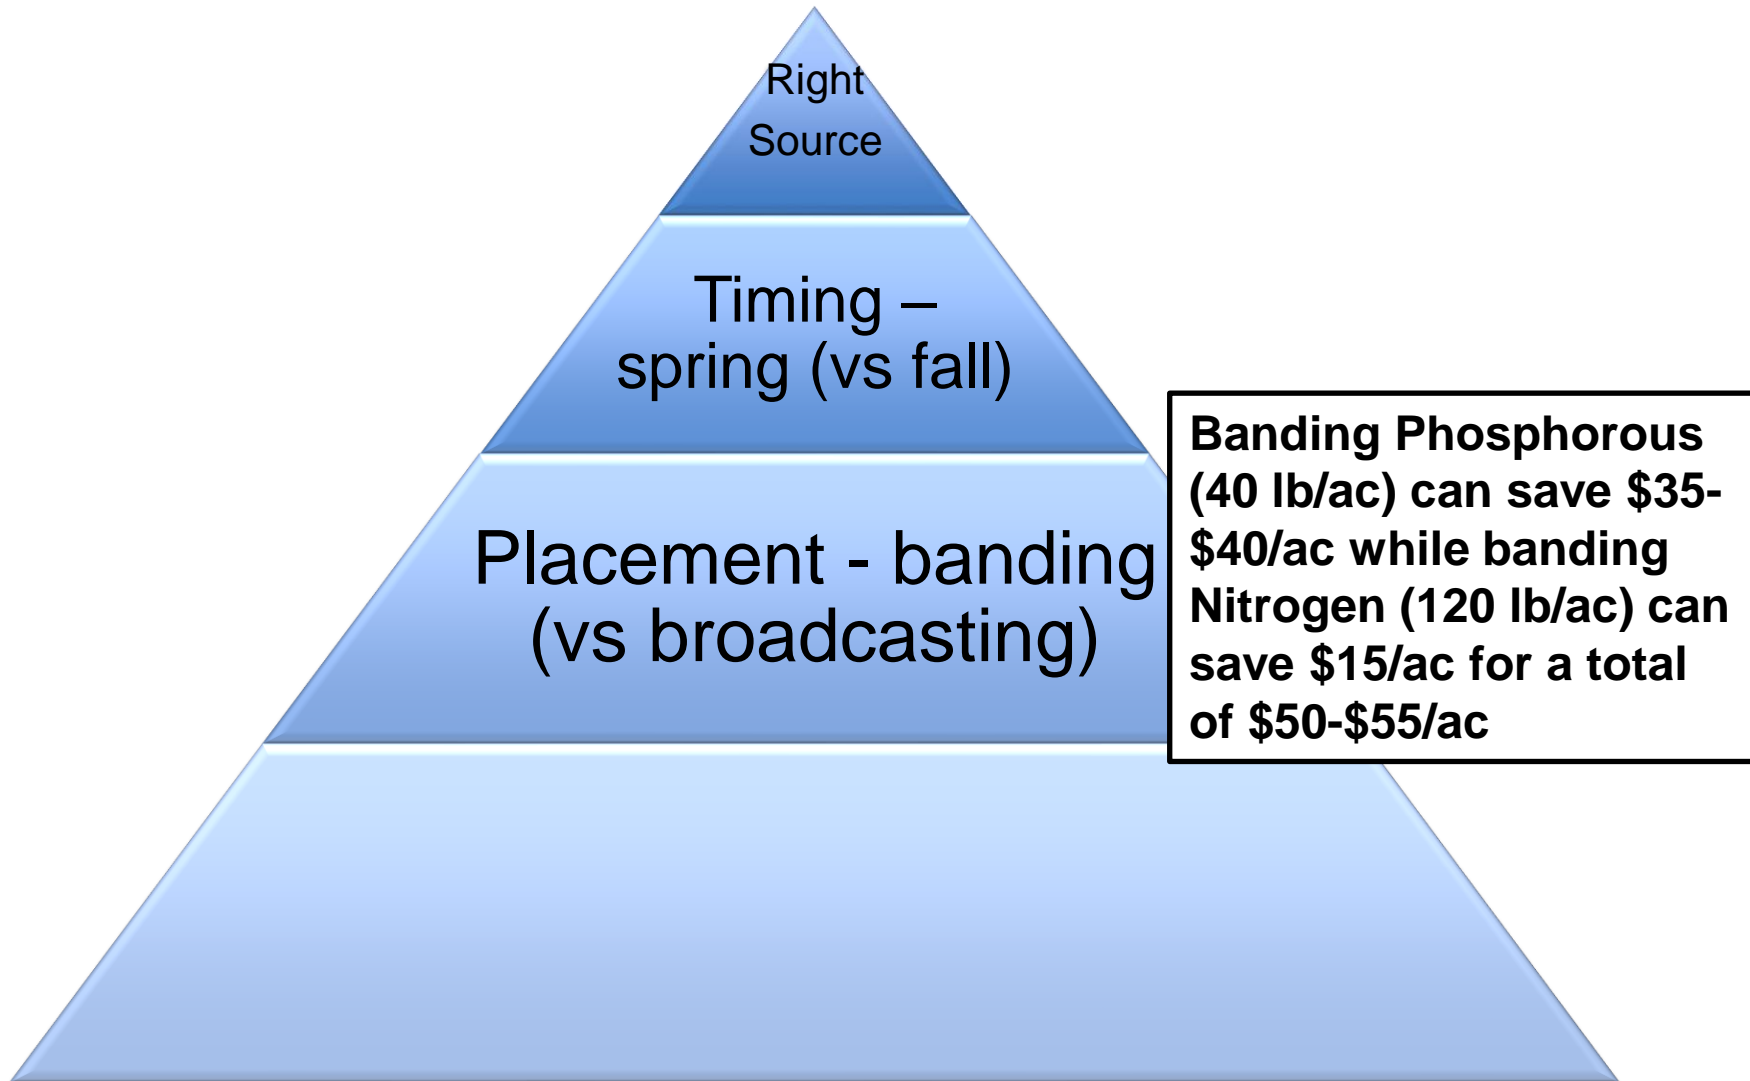 Right
Source
Timing –
spring (vs fall)
Placement - banding
(vs broadcasting)
Banding Phosphorous
(40 lb/ac) can save $35-
$40/ac while banding
Nitrogen (120 lb/ac) can
save $15/ac for a total
of $50-$55/ac